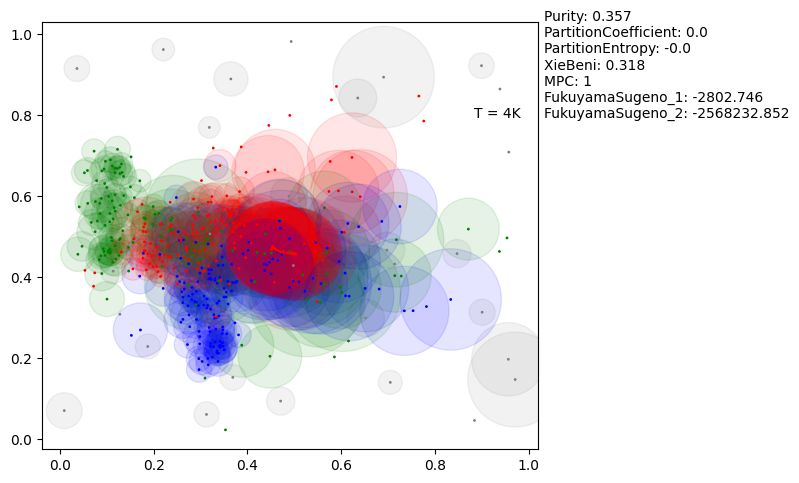 Purity: 0.357
PartitionCoefficient: 0.0
PartitionEntropy: -0.0
XieBeni: 0.318
MPC: 1
FukuyamaSugeno_1: -2802.746
FukuyamaSugeno_2: -2568232.852
T = 4K
1.0
0.8
0.6
0.4
0.2
0.0
0.0 0.2 0.4 0.6 0.8 1.0